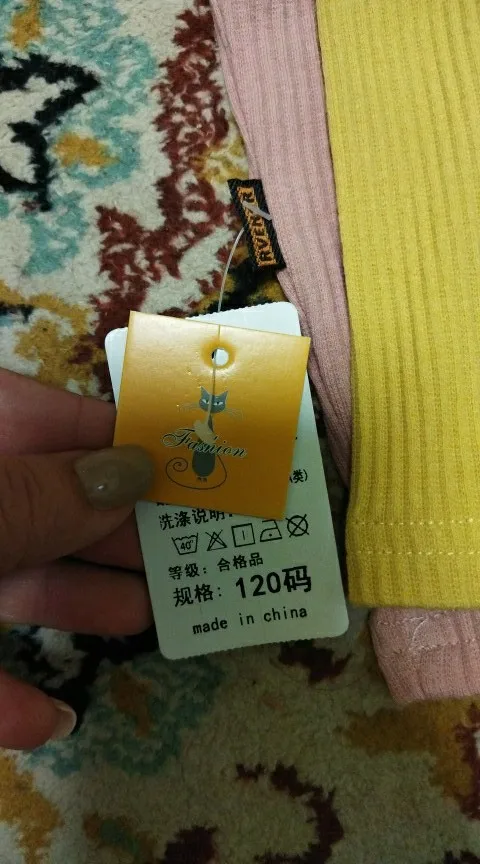 Fashion
类)
洗涤说明:
40°
等级：合格品
规格：120码
made in china